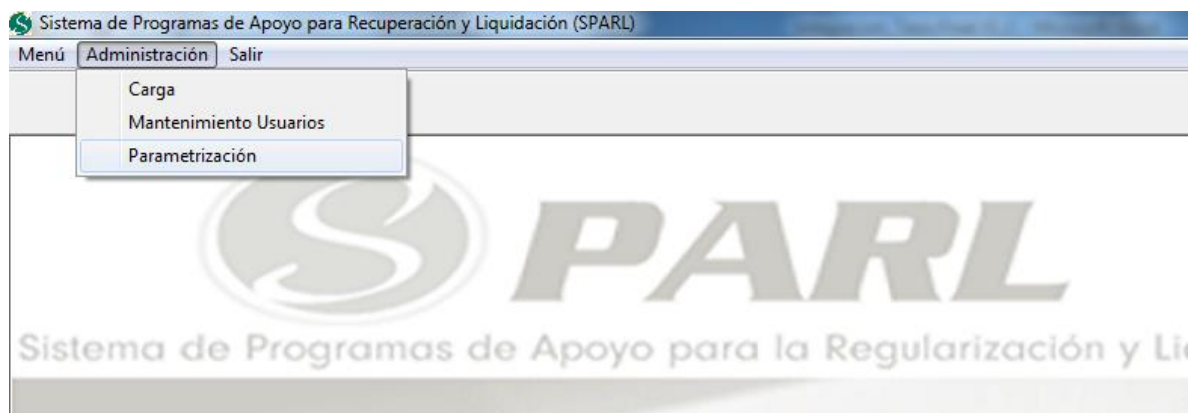 Sistema de Programas de Apoyo para Recuperación y Liquidación (SPARL)
Menú Administración Salir
Carga
Mantenimiento Usuarios
Parametrización
SPARL
Sistema de Programas de Apoyo para la Regularización y Li